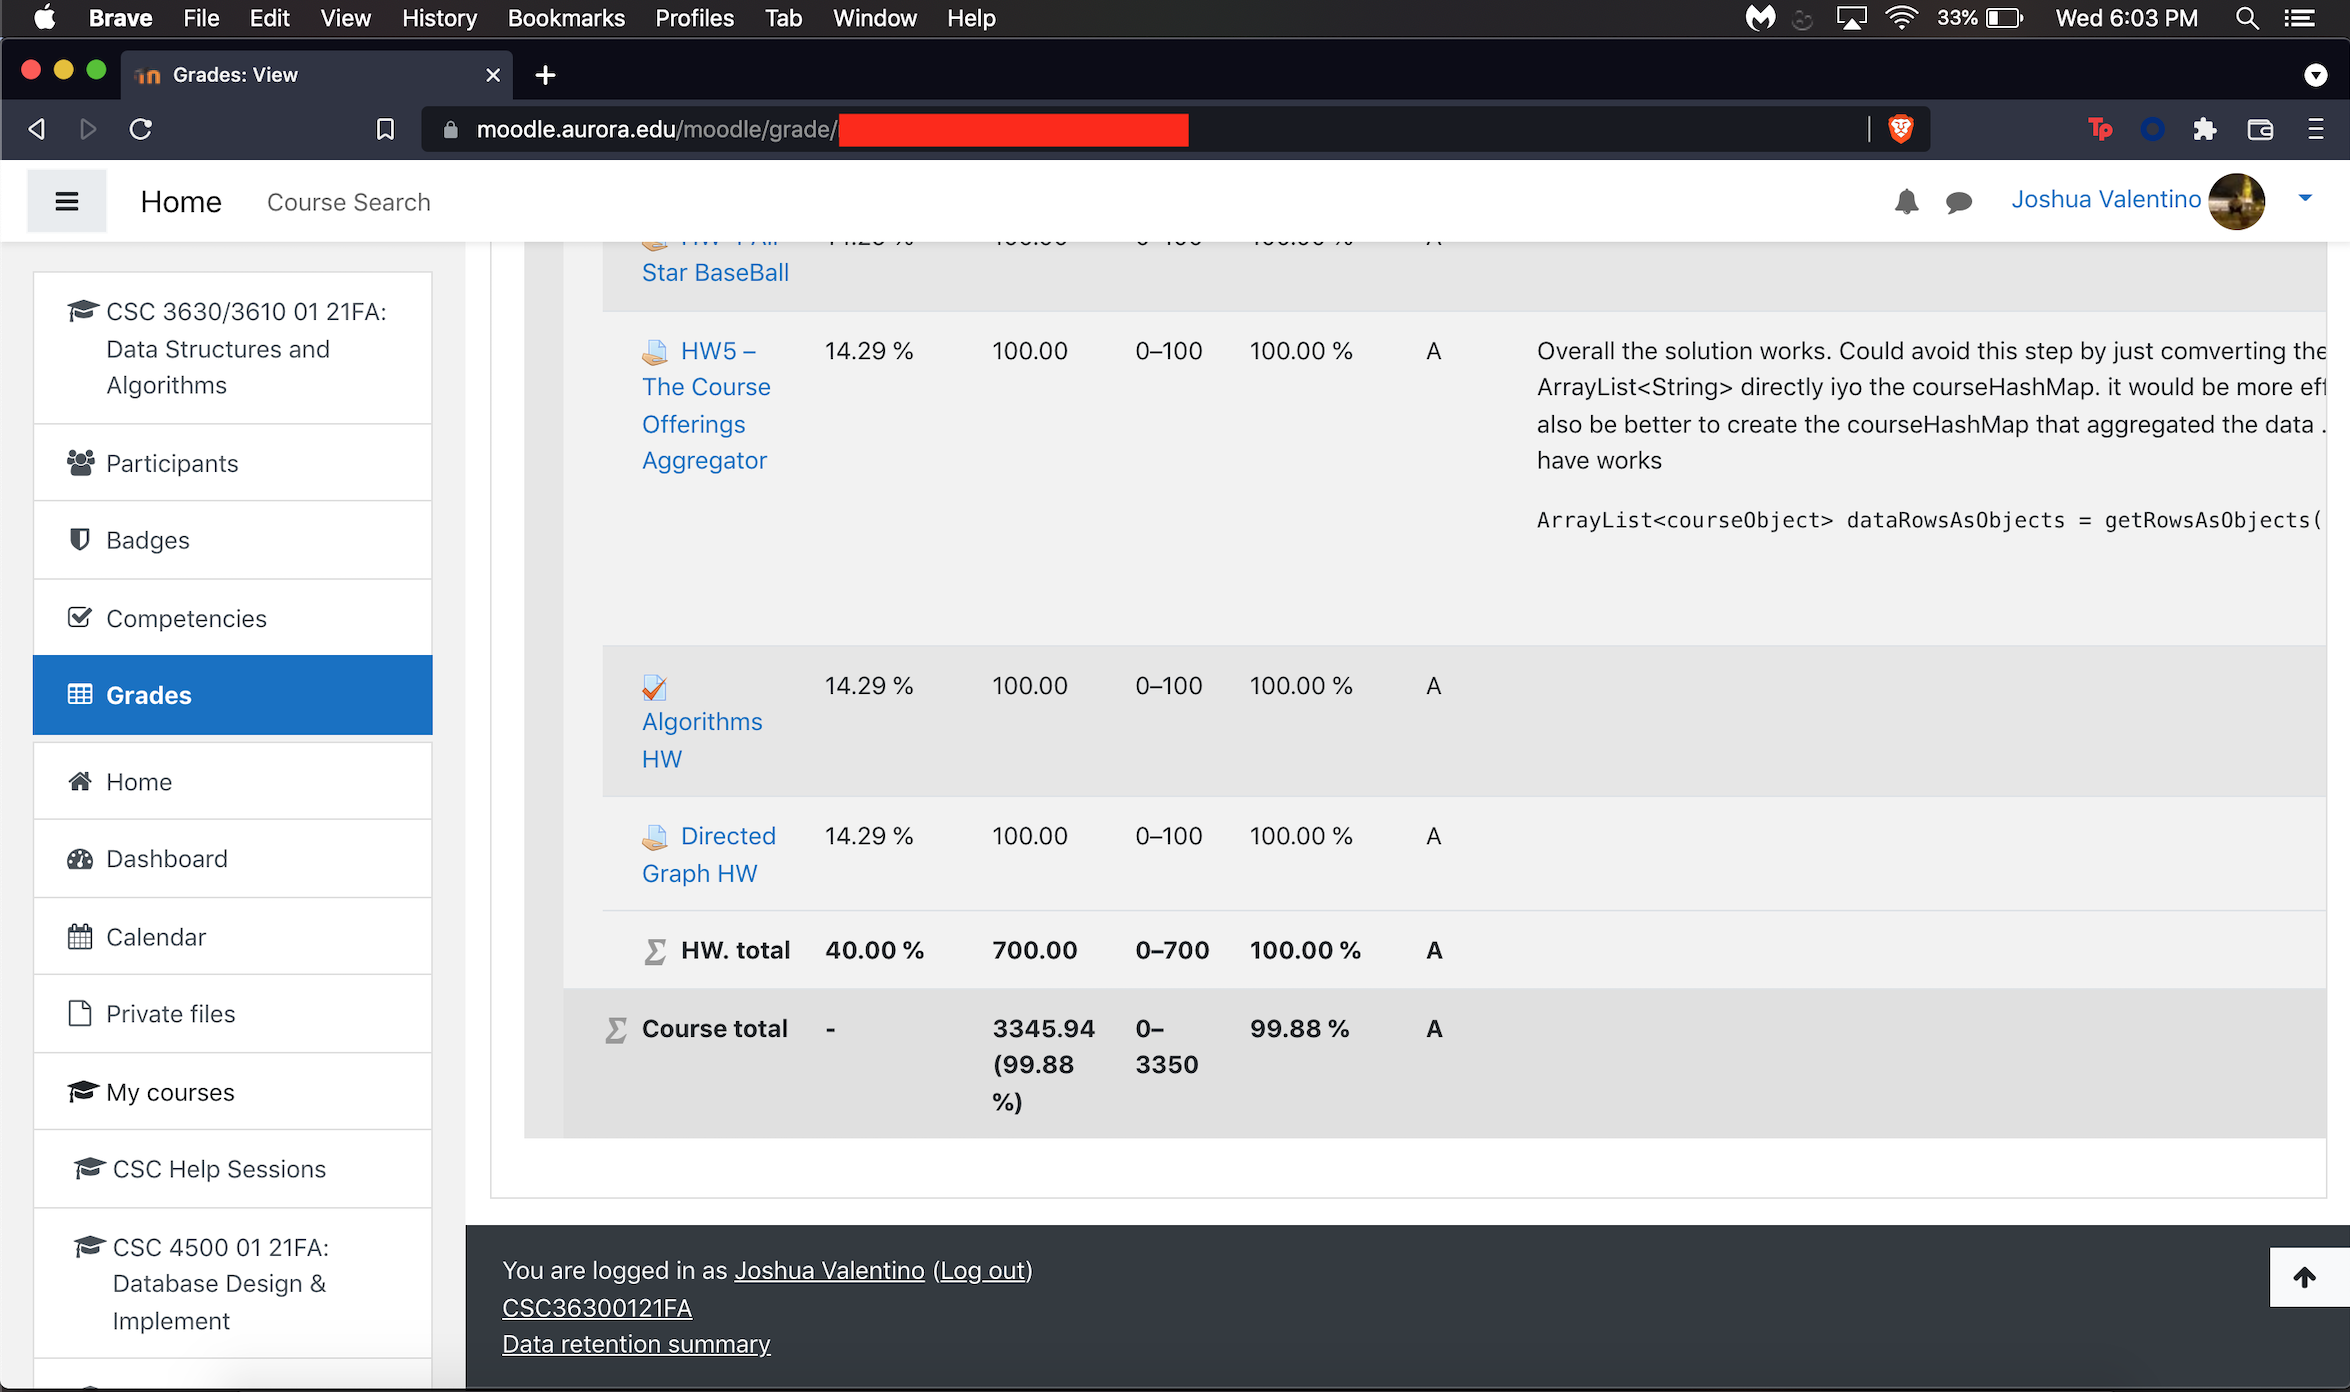 Brave File Edit View History Bookmarks Profiles Tab Window Help 33% Wed 6:03 PM
Grades: View
moodle.aurora.edu/moodle/grade/
Tp
Home Course Search Joshua Valentino
CSC 3630/3610 01 21FA:
Data Structures and
Algorithms
Participants
Badges
Competencies
Grades
Home
Dashboard
Calendar
Private files
My courses
CSC Help Sessions
CSC 4500 01 21FA:
Database Design &
Implement
Star BaseBall
HW5 – 14.29 % 100.00 0–100 100.00 % A Overall the solution works. Could avoid this step by just comverting the
The Course ArrayList<String> directly iyo the courseHashMap. it would be more eff
Offerings also be better to create the courseHashMap that aggregated the data .
Aggregator have works
ArrayList<courseObject> dataRowsAsObjects = getRowsAsObjects(
14.29 % 100.00 0–100 100.00 % A
Algorithms
HW
Directed 14.29 % 100.00 0–100 100.00 % A
Graph HW
Σ HW. total 40.00 % 700.00 0–700 100.00 % A
Σ Course total - 3345.94 0– 99.88 % A
(99.88 3350
%)
You are logged in as Joshua Valentino (Log out)
CSC36300121FA
Data retention summary